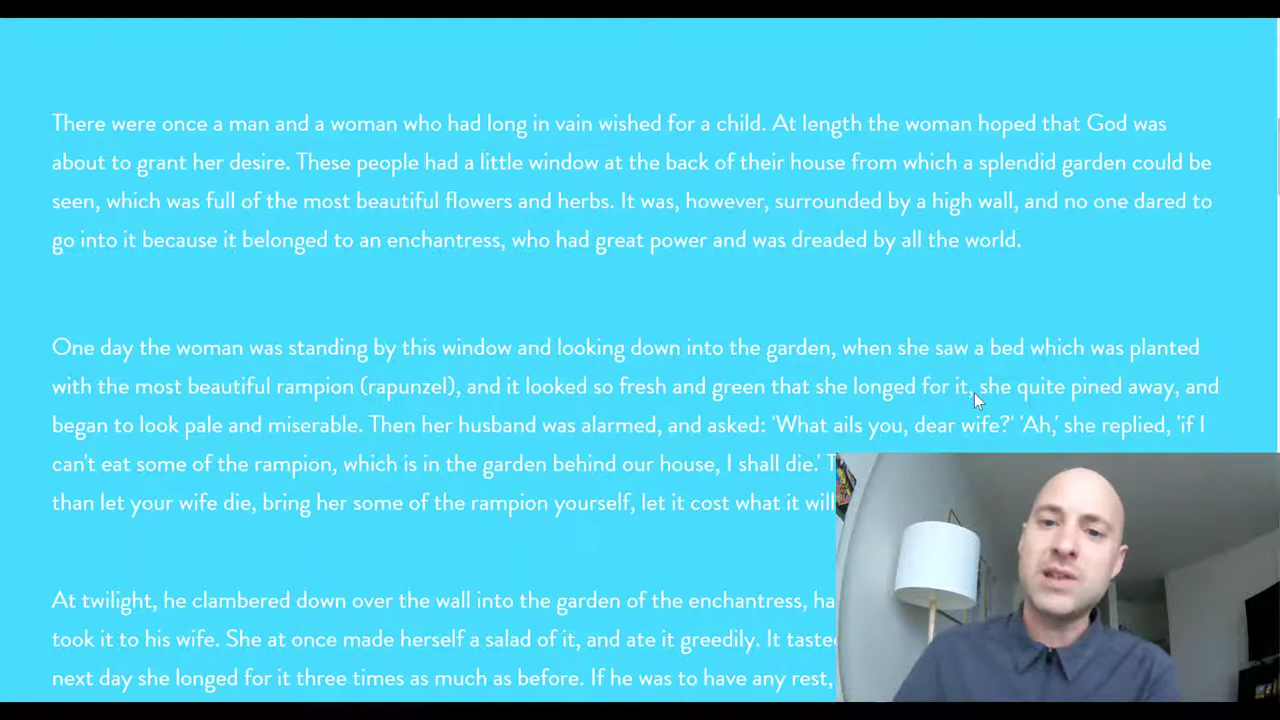 There were once a man and a woman who had long in vain wished for a child. At length the woman hoped that God was
about to grant her desire. These people had a little window at the back of their house from which a splendid garden could be
seen, which was full of the most beautiful flowers and herbs. It was, however, surrounded by a high wall, and no one dared to
go into it because it belonged to an enchantress, who had great power and was dreaded by all the world.
One day the woman was standing by this window and looking down into the garden, when she saw a bed which was planted
with the most beautiful rampion (rapunzel), and it looked so fresh and green that she longed for it, she quite pined away, and
began to look pale and miserable. Then her husband was alarmed, and asked: 'What ails you, dear wife?' 'Ah,' she replied, 'if I
can't eat some of the rampion, which is in the garden behind our house, I shall die.'
than let your wife die, bring her some of the rampion yourself, let it cost what it will
At twilight, he clambered down over the wall into the garden of the enchantress,
took it to his wife. She at once made herself a salad of it, and ate it greedily. It
next day she longed for it three times as much as before. If he was to have any rest,